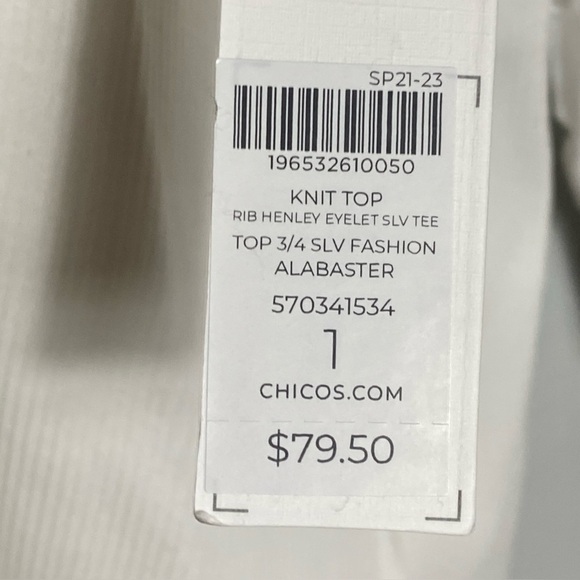 SP21-23
196532610050
KNIT TOP
RIB HENLEY EYELET SLV TEE
TOP 3/4 SLV FASHION
ALABASTER
570341534
1
CHICOS.COM
$79.50